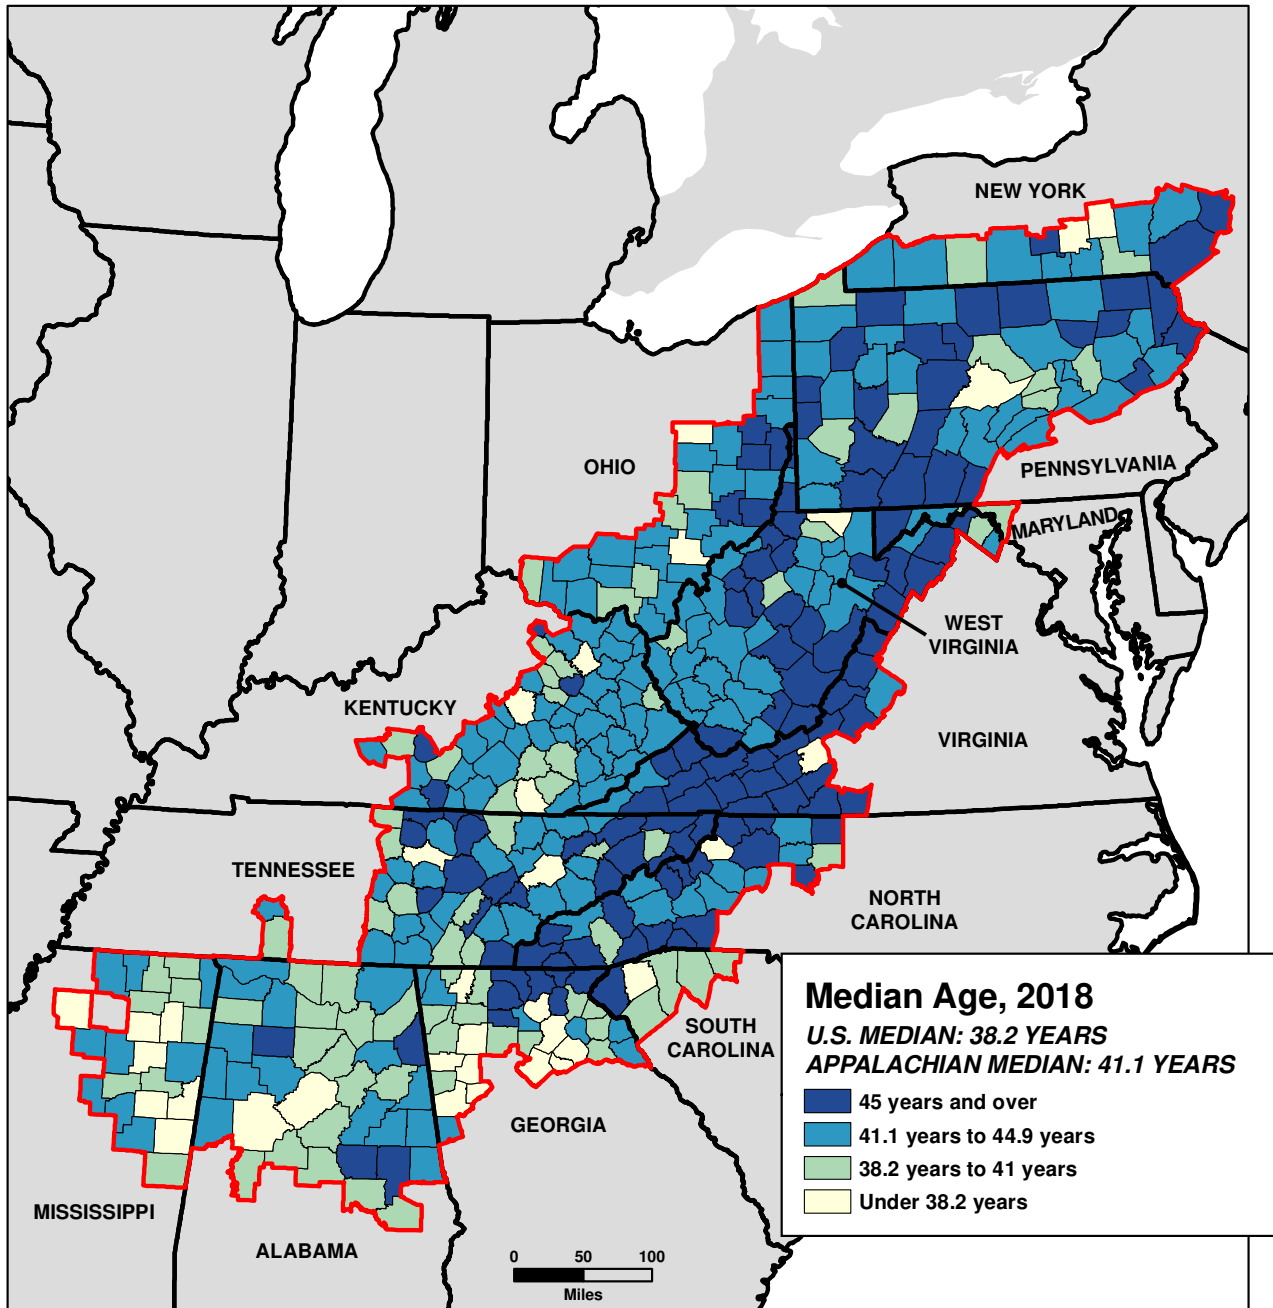 NEW YORK
OHIO
PENNSYLVANIA
MARYLAND
WEST
VIRGINIA
KENTUCKY
VIRGINIA
TENNESSEE
NORTH
CAROLINA
SOUTH
CAROLINA
GEORGIA
MISSISSIPPI
ALABAMA
Median Age, 2018
U.S. MEDIAN: 38.2 YEARS
APPALACHIAN MEDIAN: 41.1 YEARS
45 years and over
41.1 years to 44.9 years
38.2 years to 41 years
Under 38.2 years
0 50 100
Miles